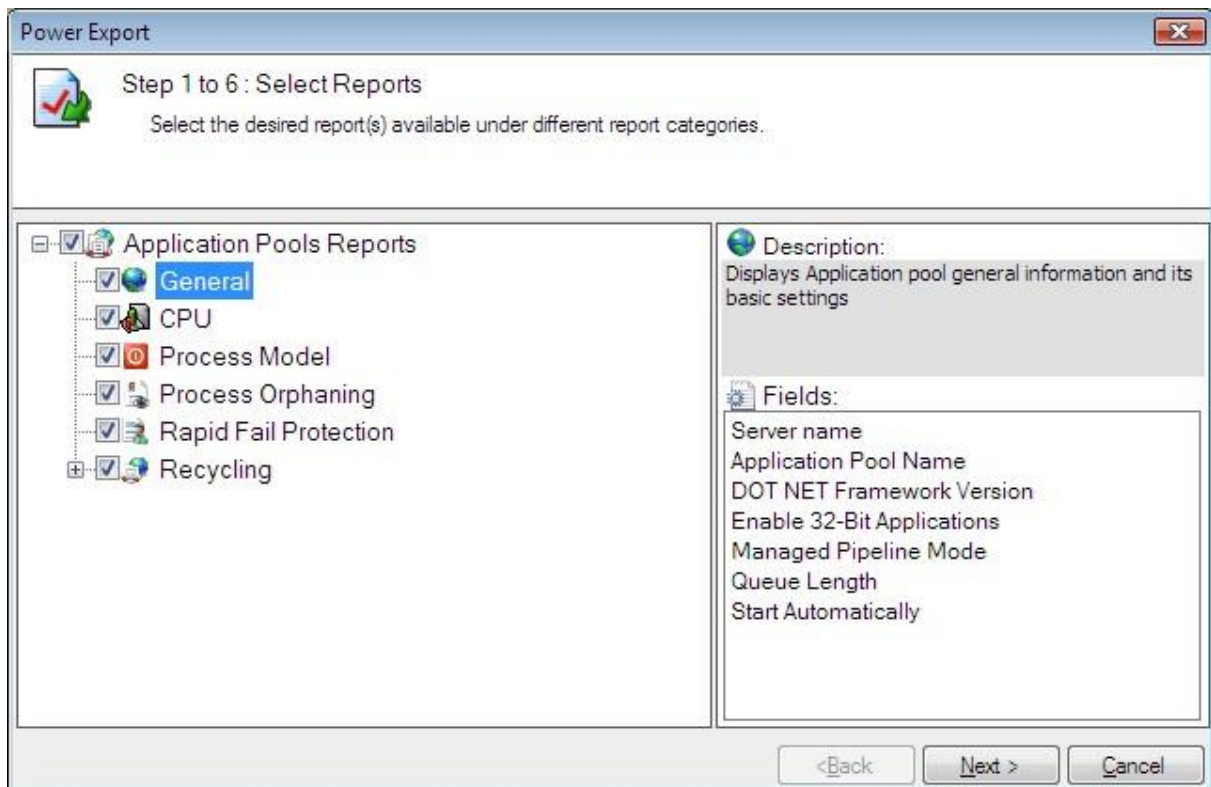 Power Export
Step 1 to 6 : Select Reports
Select the desired report(s) available under different report categories.
Application Pools Reports
General
CPU
Process Model
Process Orphaning
Rapid Fail Protection
Recycling
Description:
Displays Application pool general information and its
basic settings
Fields:
Server name
Application Pool Name
DOT NET Framework Version
Enable 32-Bit Applications
Managed Pipeline Mode
Queue Length
Start Automatically
<Back
Next >
Cancel